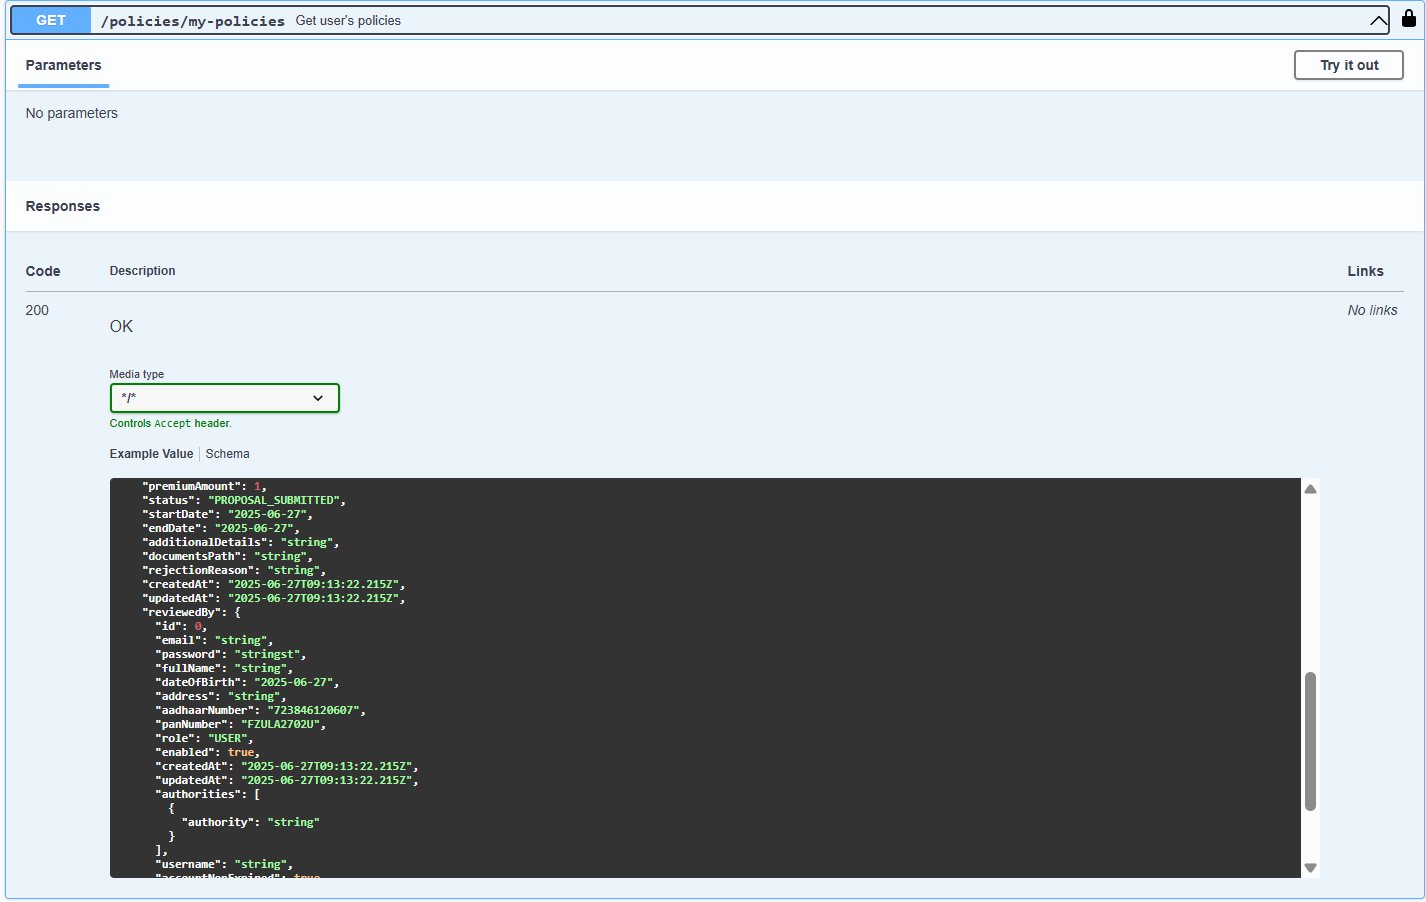 GET /policies/my-policies Get user's policies
Parameters
Try it out
No parameters
Responses
Code Description Links
200 OK No links
Media type
*/*
Controls Accept header.
Example Value Schema
"premiumAmount": 1,
"status": "PROPOSAL_SUBMITTED",
"startDate": "2025-06-27",
"endDate": "2025-06-27",
"additionalDetails": "string",
"documentsPath": "string",
"rejectionReason": "string",
"createdAt": "2025-06-27T09:13:22.215Z",
"updatedAt": "2025-06-27T09:13:22.215Z",
"reviewedBy": {
"id": 0,
"email": "string",
"password": "stringst",
"fullName": "string",
"dateOfBirth": "2025-06-27",
"address": "string",
"aadhaarNumber": "723846120607",
"panNumber": "FZULA2702U",
"role": "USER",
"enabled": true,
"createdAt": "2025-06-27T09:13:22.215Z",
"updatedAt": "2025-06-27T09:13:22.215Z",
"authorities": [
{
"authority": "string"
}
],
"username": "string",
"accountNonExpired": true